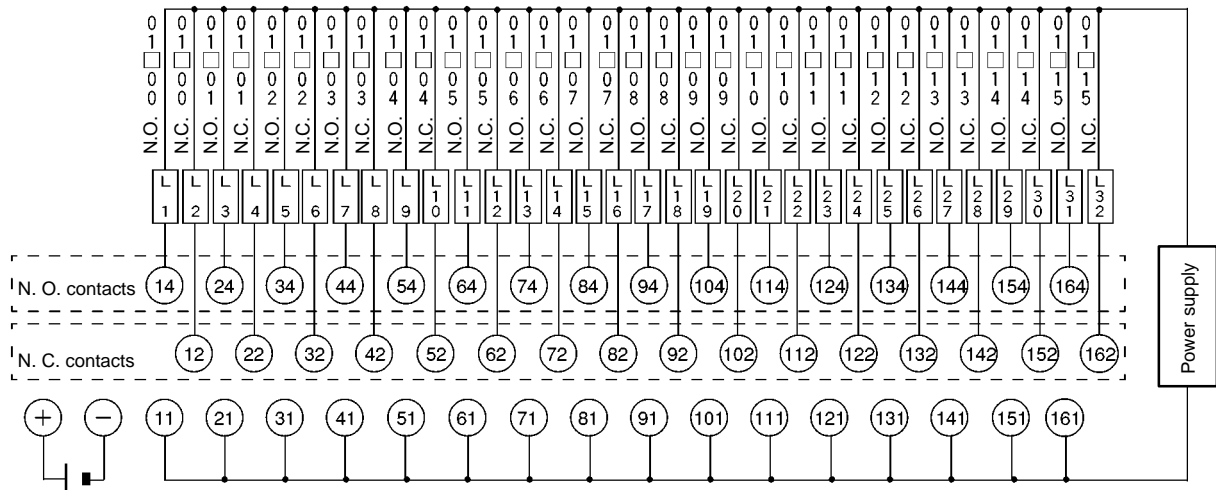 01□00 N.O.
01□00 N.C.
01□01 N.O.
01□01 N.C.
01□02 N.O.
01□02 N.C.
01□03 N.O.
01□03 N.C.
01□04 N.O.
01□04 N.C.
01□05 N.O.
01□05 N.C.
01□06 N.O.
01□06 N.C.
01□07 N.O.
01□07 N.C.
01□08 N.O.
01□08 N.C.
01□09 N.O.
01□09 N.C.
01□10 N.O.
01□10 N.C.
01□11 N.O.
01□11 N.C.
01□12 N.O.
01□12 N.C.
01□13 N.O.
01□13 N.C.
01□14 N.O.
01□14 N.C.
01□15 N.O.
01□15 N.C.
L1 L2 L3 L4 L5 L6 L7 L8 L9 L10 L11 L12 L13 L14 L15 L16 L17 L18 L19 L20 L21 L22 L23 L24 L25 L26 L27 L28 L29 L30 L31 L32
N. O. contacts 14 24 34 44 54 64 74 84 94 104 114 124 134 144 154 164
N. C. contacts 12 22 32 42 52 62 72 82 92 102 112 122 132 142 152 162
Power supply
+ − 11 21 31 41 51 61 71 81 91 101 111 121 131 141 151 161